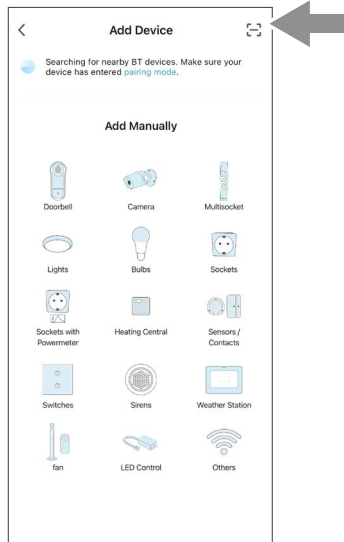 Add Device
Searching for nearby BT devices. Make sure your
device has entered pairing mode.
Add Manually
Doorbell
Camera
Multisocket
Lights
Bulbs
Sockets
Sockets with
Powermeter
Heating Central
Sensors /
Contacts
Switches
Sirens
Weather Station
fan
LED Control
Others